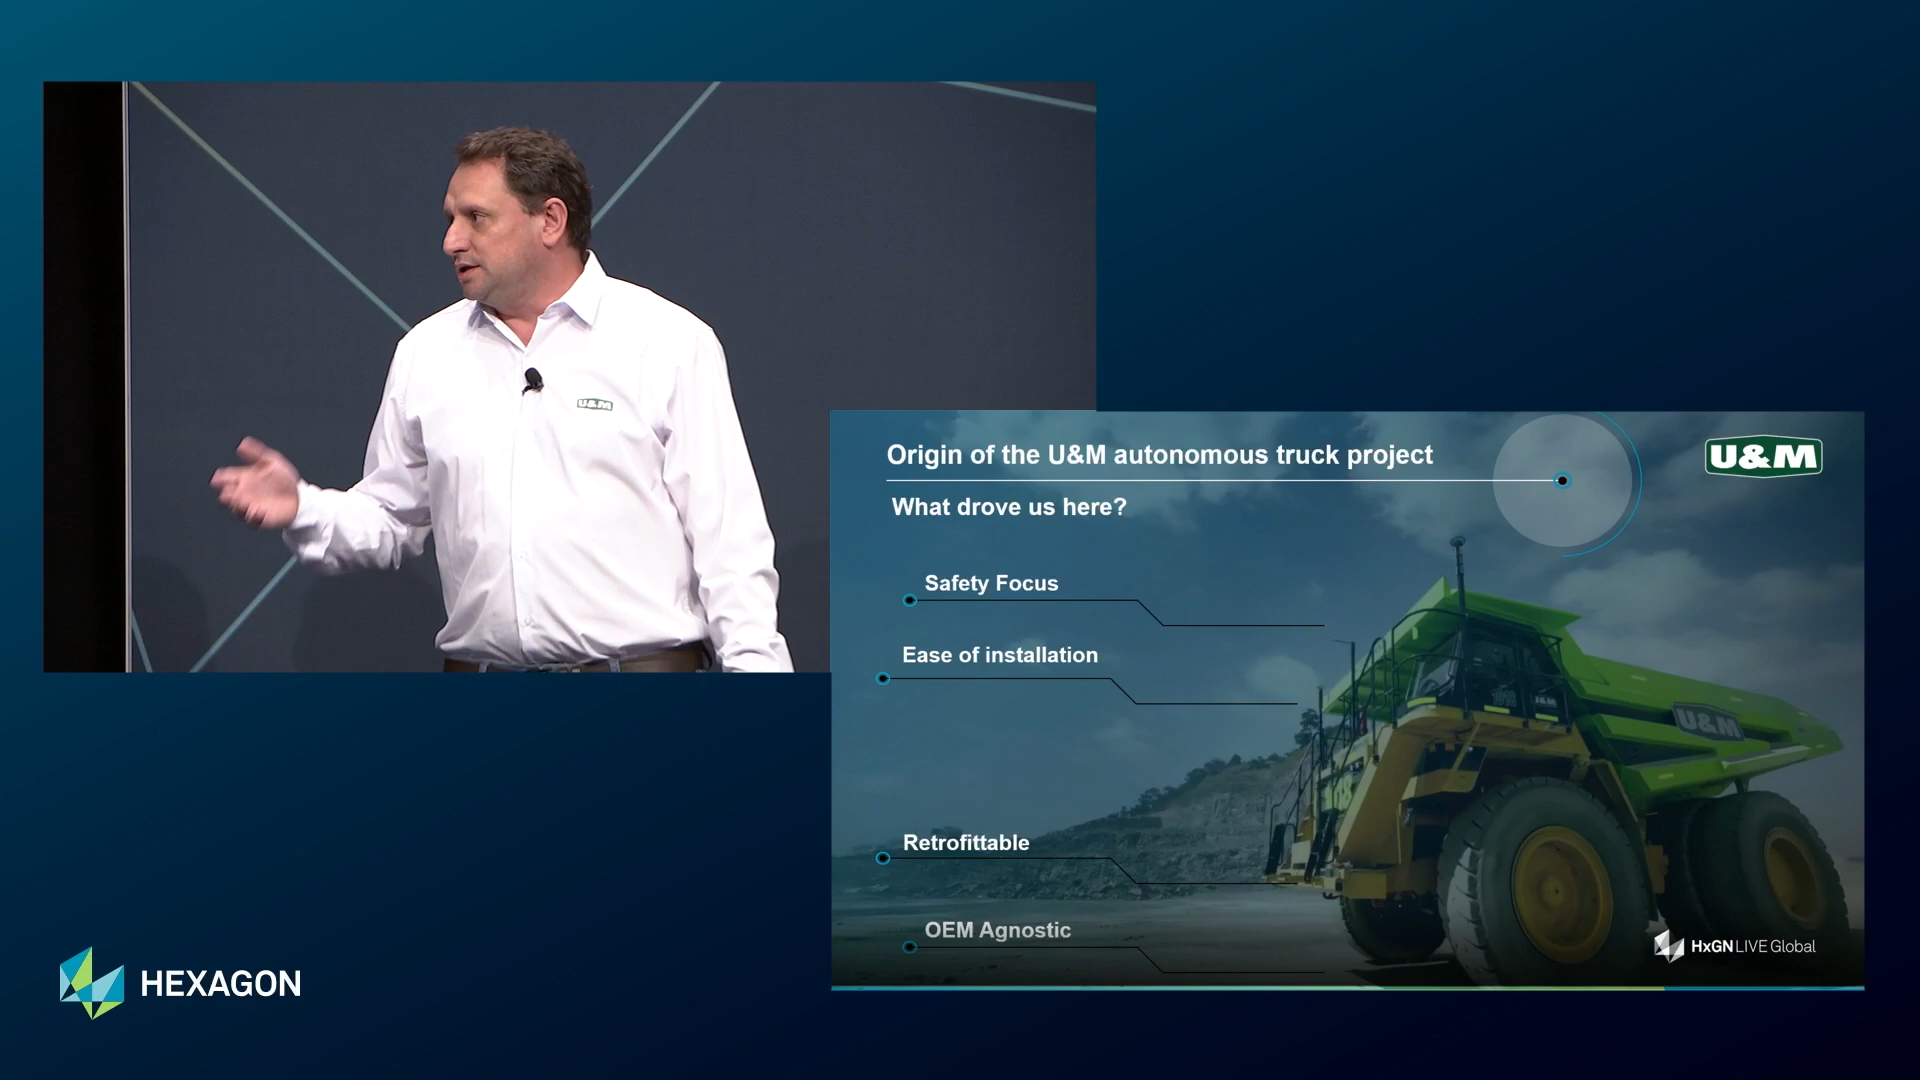 U&M
Origin of the U&M autonomous truck project
U&M
What drove us here?
Safety Focus
Ease of installation
U&M
Retrofittable
OEM Agnostic
HxGN LIVE Global
HEXAGON